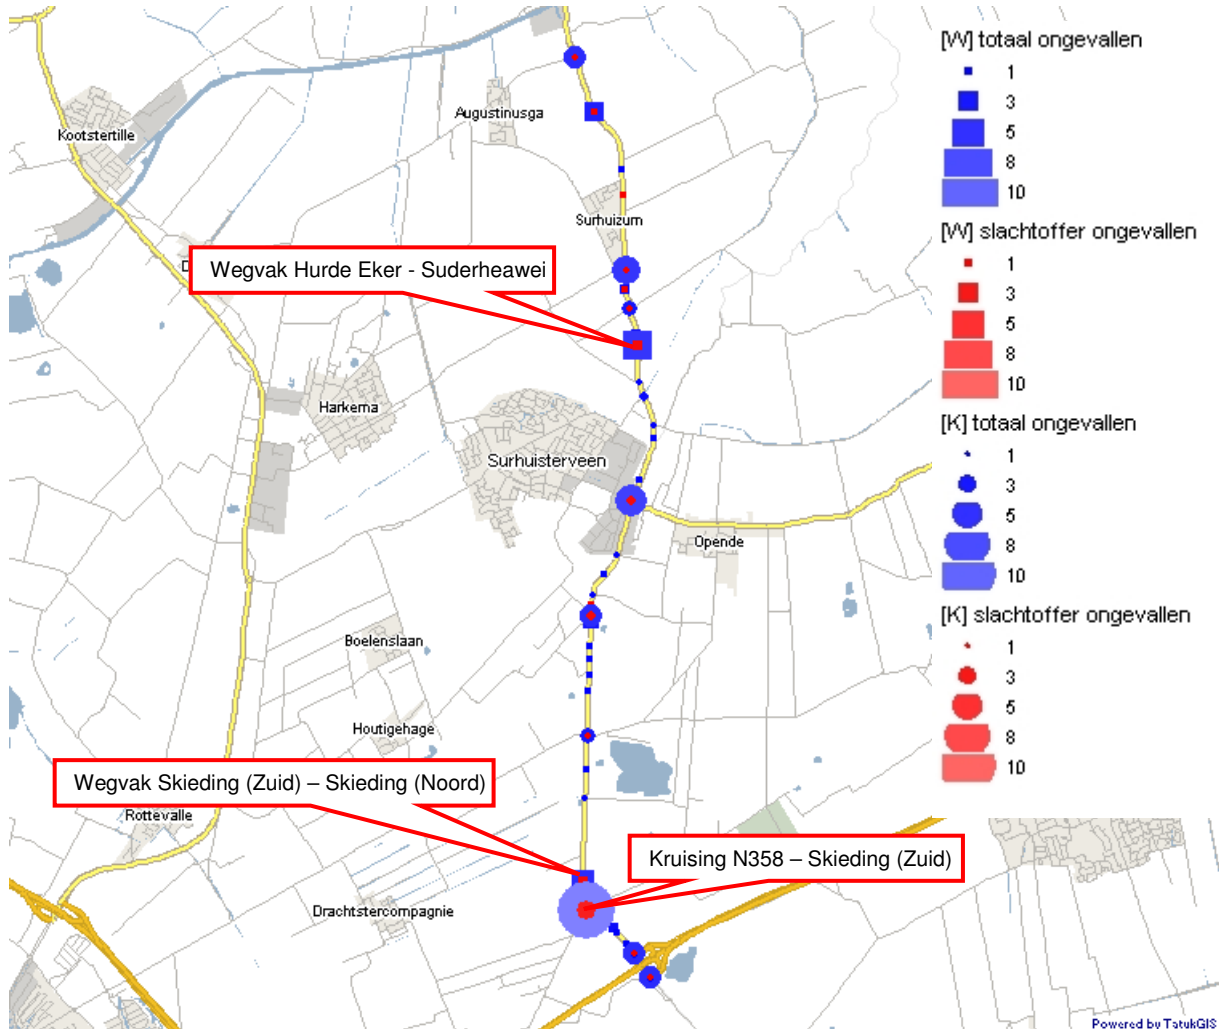 [W] totaal ongevallen
1
3
5
8
10
[W] slachtoffer ongevallen
1
3
5
8
10
[K] totaal ongevallen
1
3
5
8
10
[K] slachtoffer ongevallen
1
3
5
8
10
Augustinusga
Kootstertille
Surhuizum
D
Wegvak Hurde Eker - Suderheawei
Harkema
Surhuisterveen
Opende
Boelenslaan
Houtigehage
Wegvak Skieding (Zuid) – Skieding (Noord)
Rottevalle
Kruising N358 – Skieding (Zuid)
Drachtstercompagnie
Powered by TatukGIS